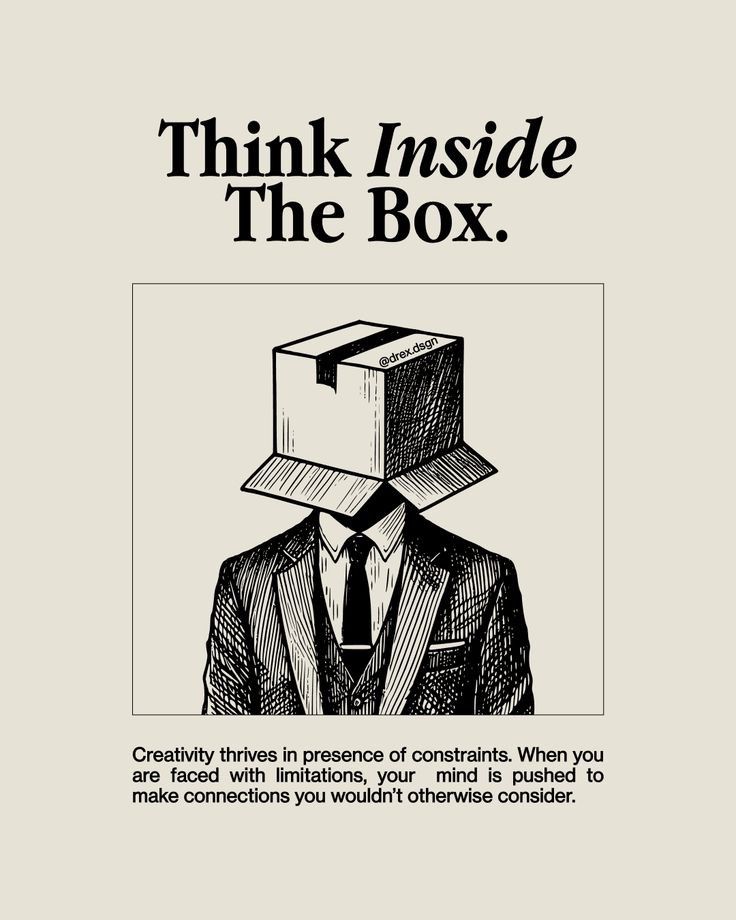 Think Inside
The Box.
@drex.dsgn
Creativity thrives in presence of constraints. When you
are faced with limitations, your mind is pushed to
make connections you wouldn’t otherwise consider.